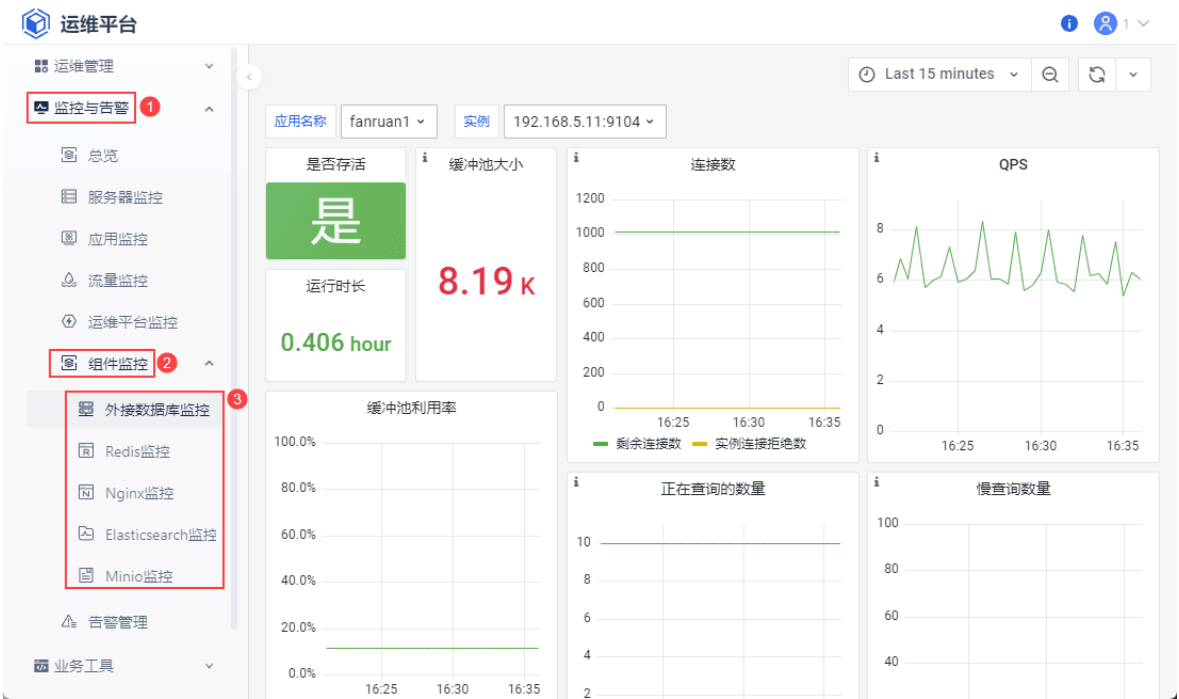 运维平台
1
运维管理
监控与告警
1
总览
服务器监控
应用监控
流量监控
运维平台监控
组件监控
2
3
外接数据库监控
Redis监控
Nginx监控
Elasticsearch监控
Minio监控
告警管理
业务工具
Last 15 minutes
应用名称 fanruan1 实例 192.168.5.11:9104
是否存活
是
运行时长
0.406 hour
缓冲池大小
8.19 K
连接数
1200
1000
800
600
400
200
0
16:25 16:30 16:35
剩余连接数 实例连接拒绝数
QPS
8
6
4
2
0
16:25 16:30 16:35
缓冲池利用率
100.0%
80.0%
60.0%
40.0%
20.0%
0.0%
16:25 16:30 16:35
正在查询的数量
10
8
6
4
2
慢查询数量
100
80
60
40